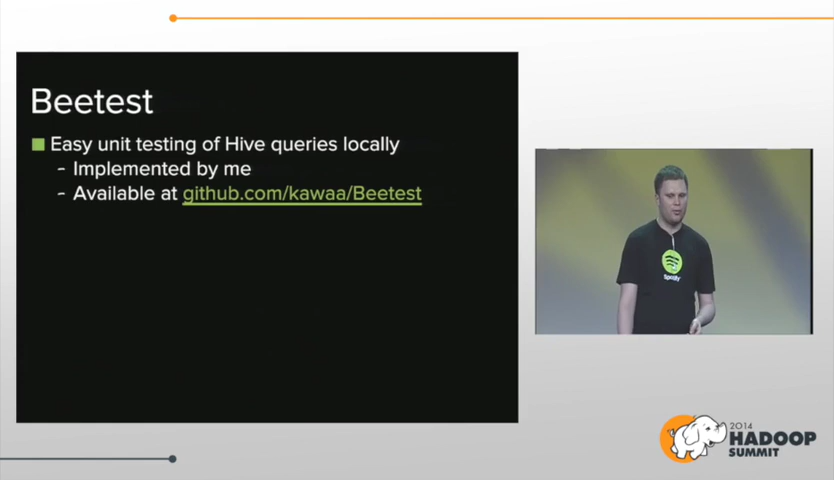 Beetest
Easy unit testing of Hive queries locally
- Implemented by me
- Available at github.com/kawaa/Beetest
Spotify
2014
HADOOP
SUMMIT